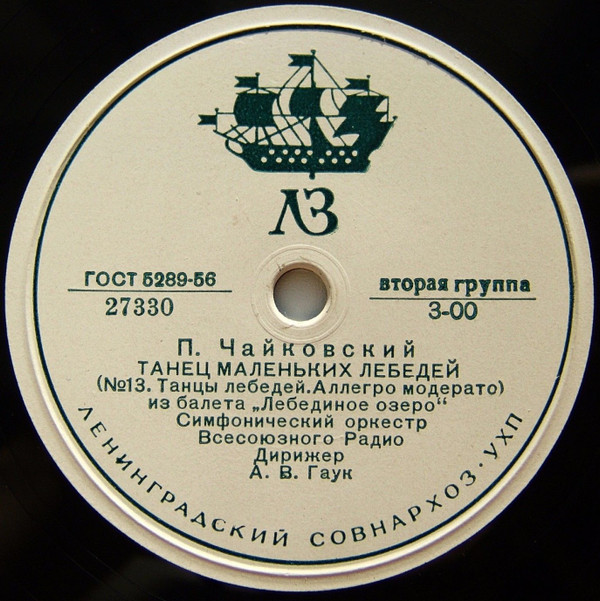 ЛЗ
ГОСТ 5289-56
27330
вторая группа
3-00
П. Чайковский
ТАНЕЦ МАЛЕНЬКИХ ЛЕБЕДЕЙ
(№13. Танцы лебедей. Аллегро модерато)
из балета „Лебединое озеро“
Симфонический оркестр
Всесоюзного Радио
Дирижер
А. В. Гаук
ЛЕНИНГРАДСКИЙ СОВНАРХОЗ · УХП